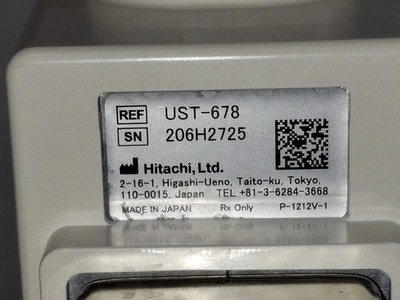 REF UST-678
SN 206H2725
Hitachi, Ltd.
2-16-1, Higashi-Ueno, Taito-ku, Tokyo,
110-0015, Japan TEL +81-3-6284-3668
MADE IN JAPAN Rx Only P-1212V-1